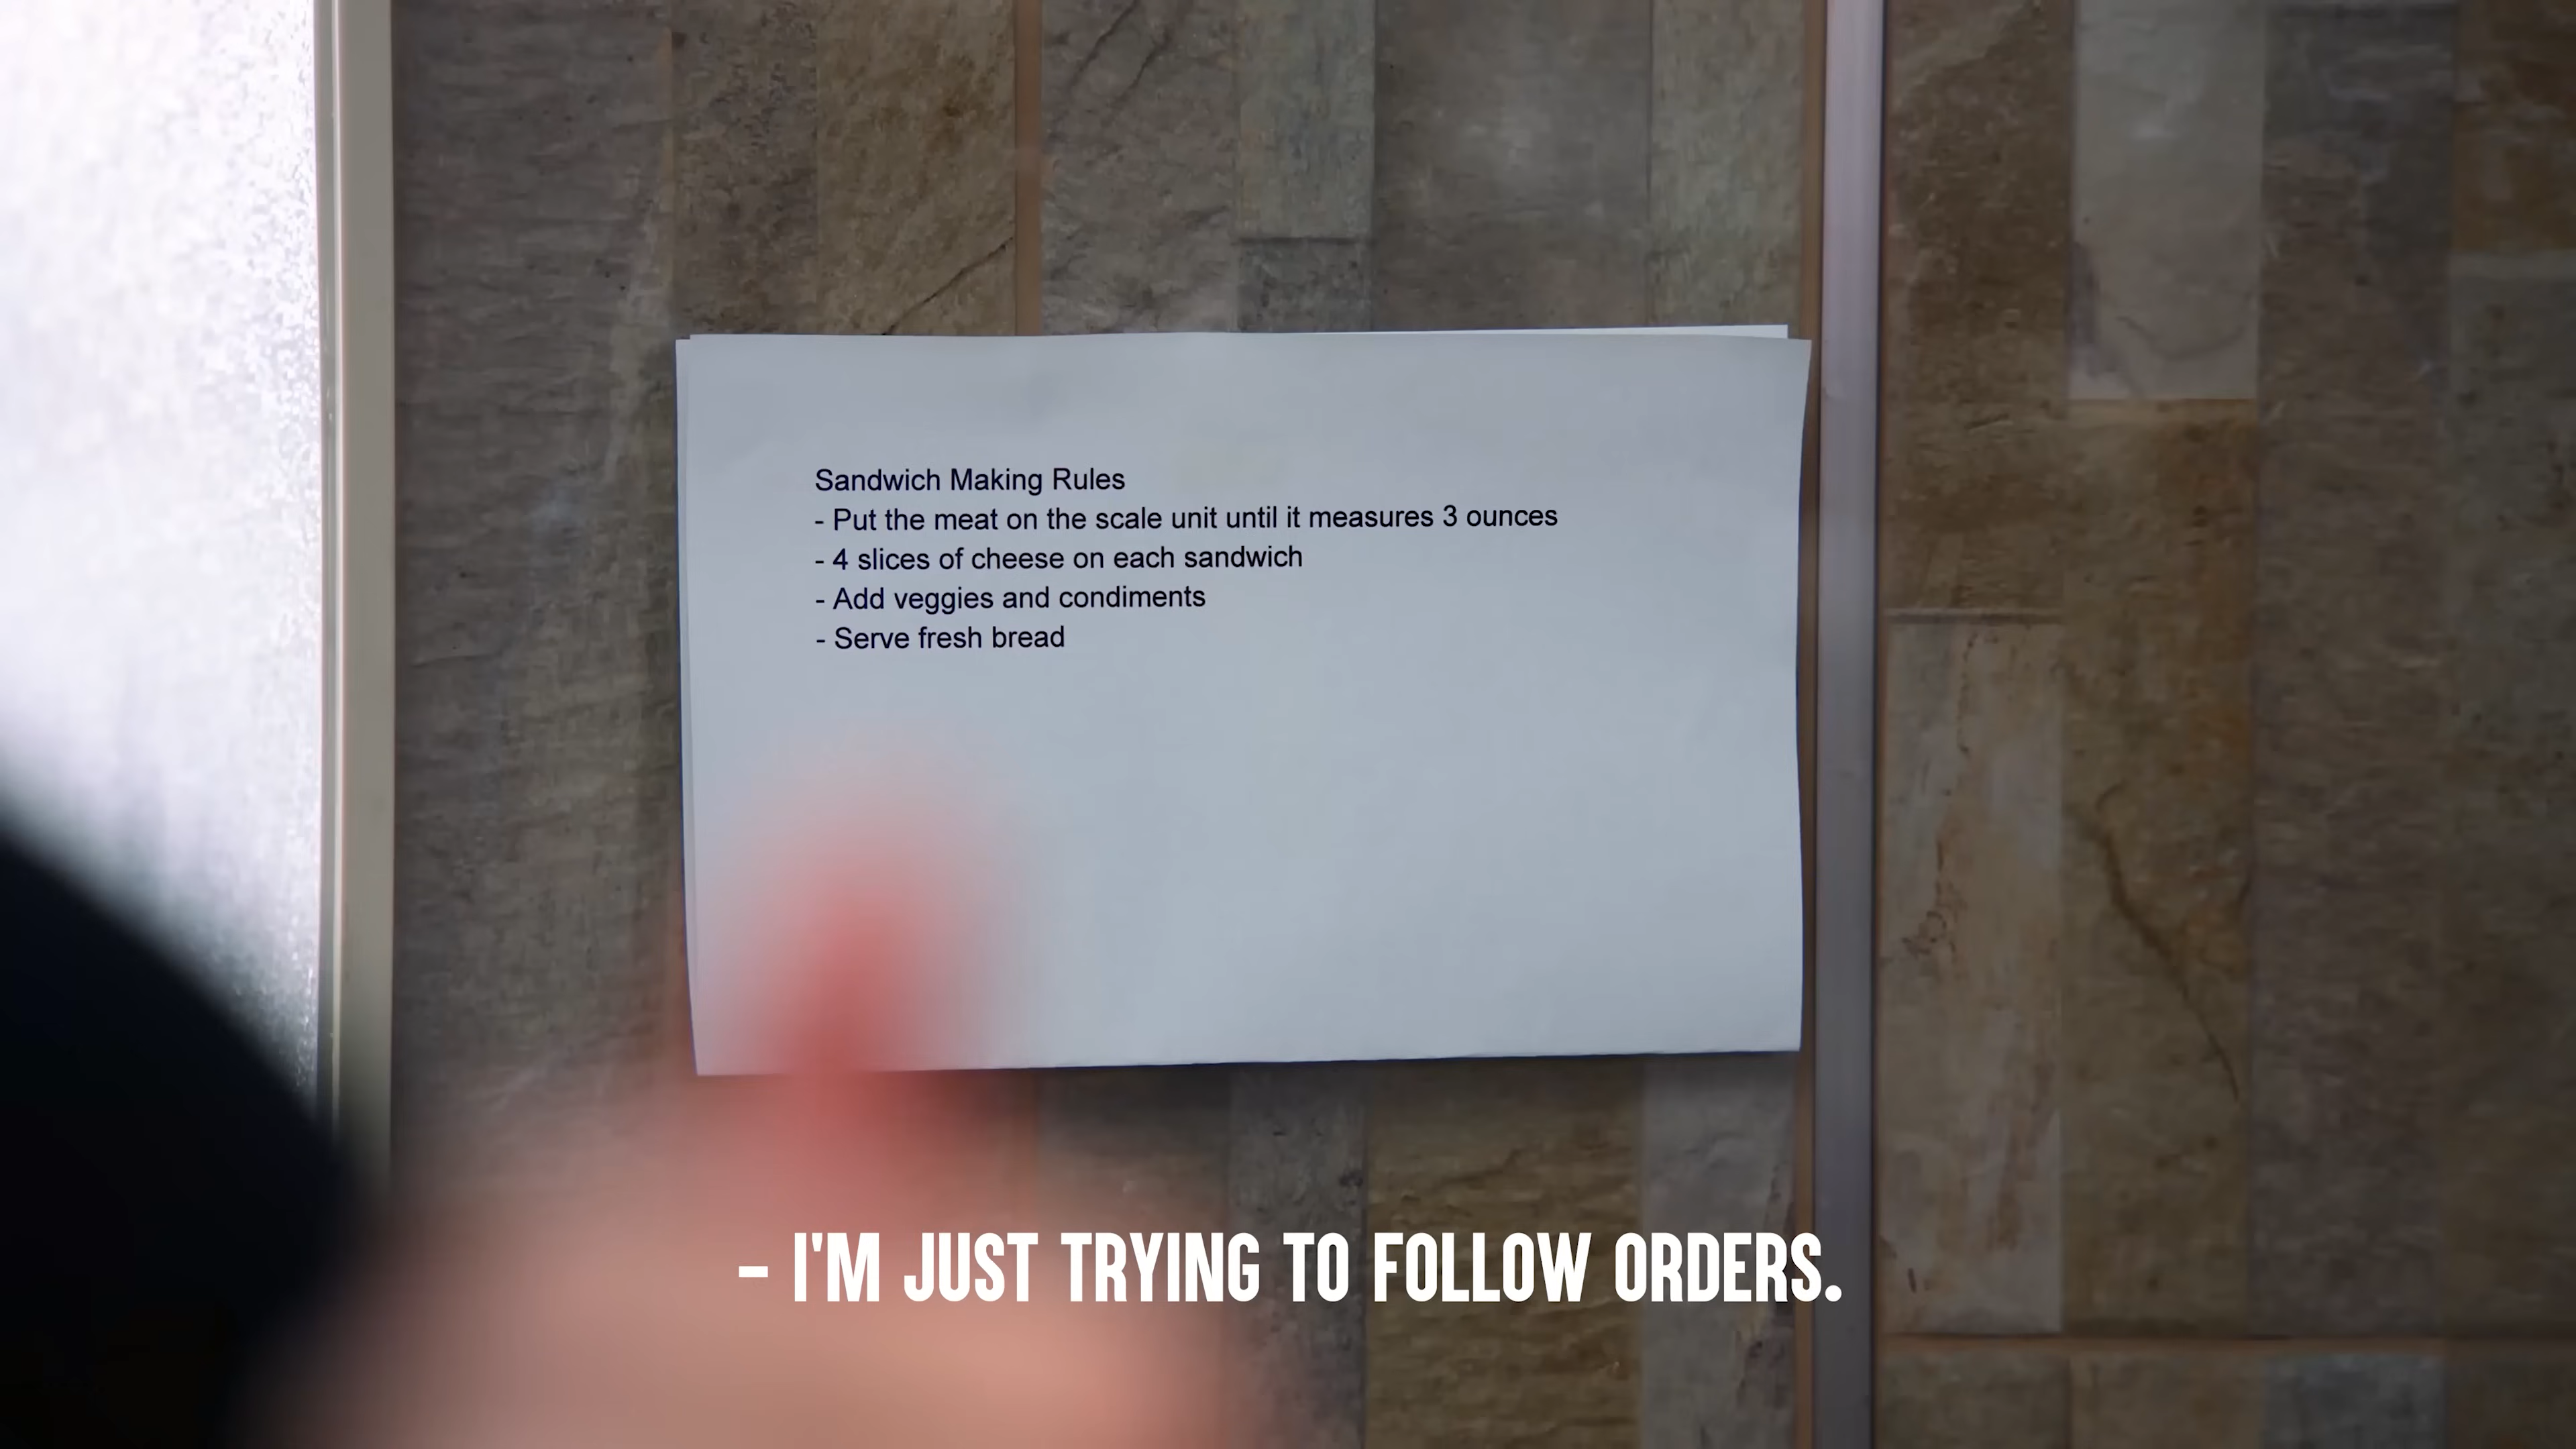 Sandwich Making Rules
- Put the meat on the scale unit until it measures 3 ounces
- 4 slices of cheese on each sandwich
- Add veggies and condiments
- Serve fresh bread
- I'M JUST TRYING TO FOLLOW ORDERS.